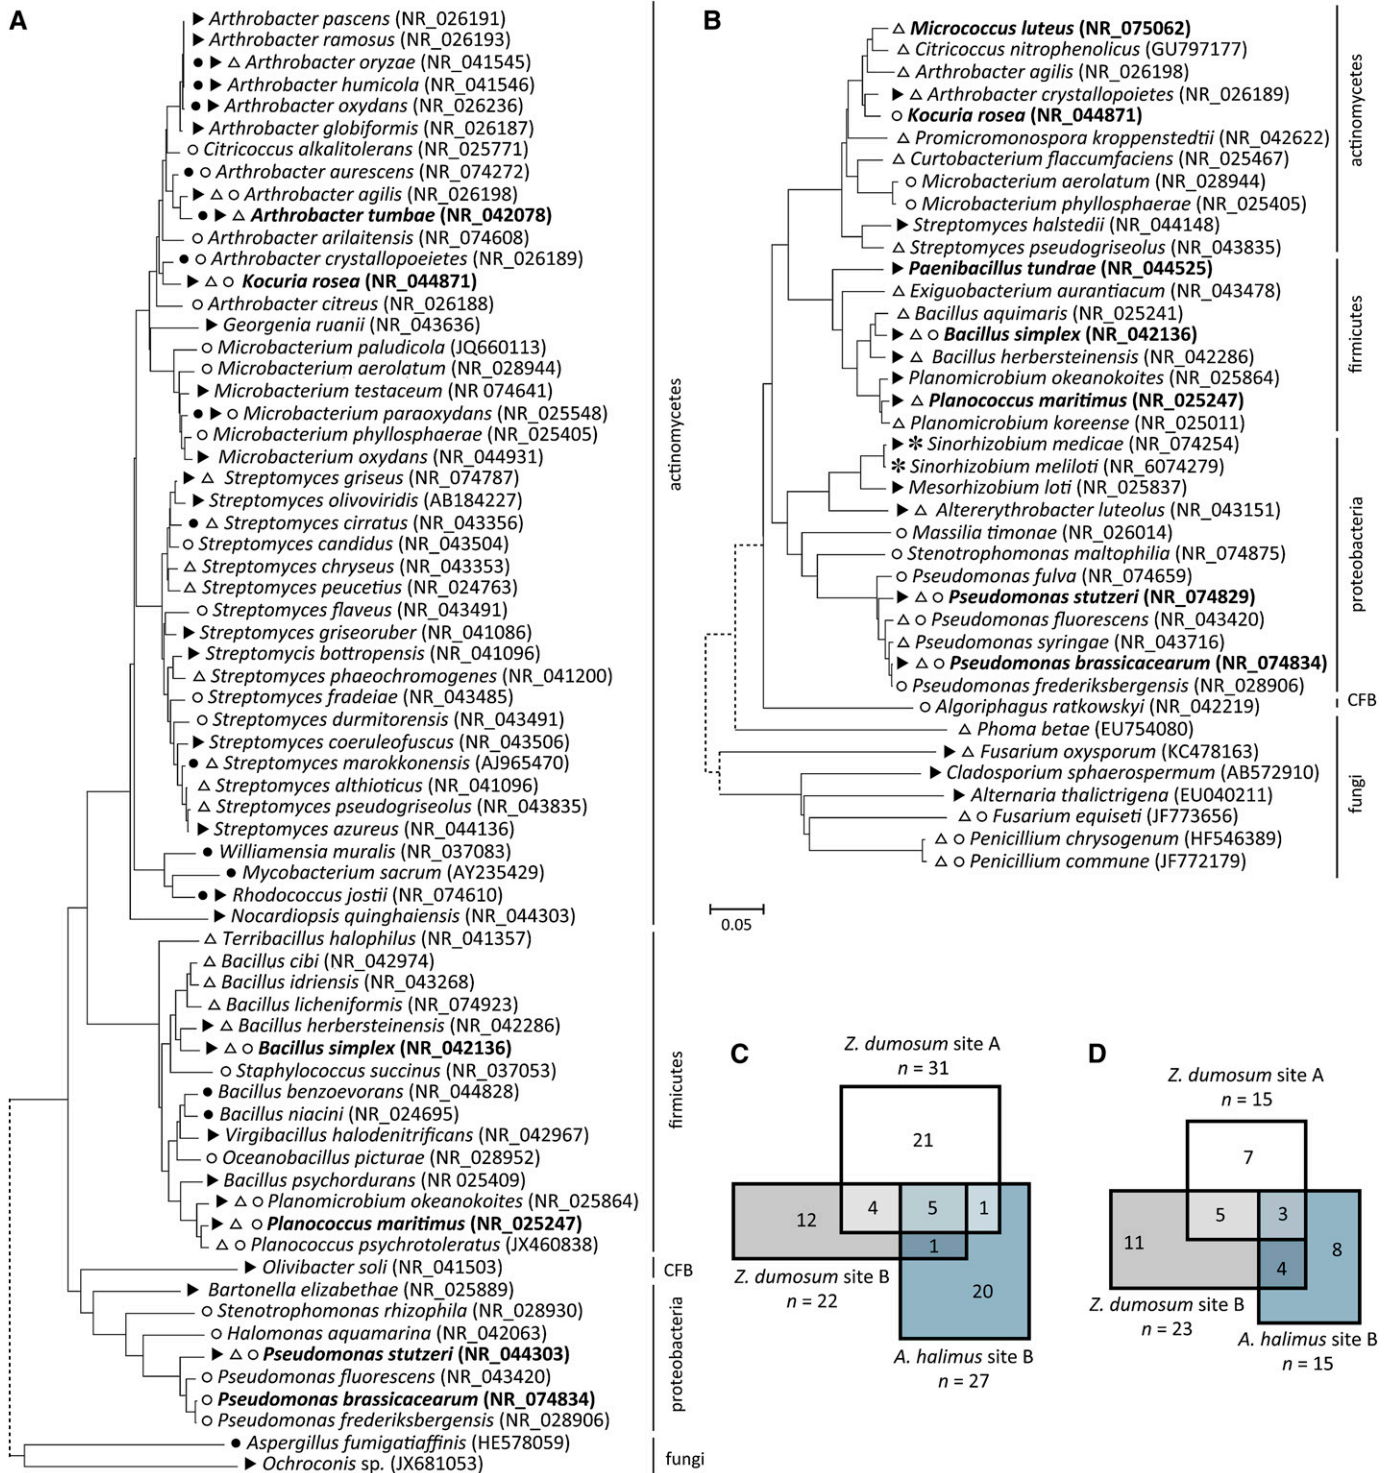 A
Arthrobacter pascens (NR_026191)
Arthrobacter ramosus (NR_026193)
Arthrobacter oryzae (NR_041545)
Arthrobacter humicola (NR_041546)
Arthrobacter oxydans (NR_026236)
Arthrobacter globiformis (NR_026187)
Citricoccus alkalitolerans (NR_025771)
Arthrobacter aurescens (NR_074272)
Arthrobacter agilis (NR_026198)
Arthrobacter tumbae (NR_042078)
Arthrobacter arilaitensis (NR_074608)
Arthrobacter crystallopoietes (NR_026189)
Kocuria rosea (NR_044871)
Arthrobacter citreus (NR_026188)
Georgenia ruanii (NR_043636)
Microbacterium paludicola (JQ660113)
Microbacterium aerolatum (NR_028944)
Microbacterium testaceum (NR 074641)
Microbacterium paraoxydans (NR_025548)
Microbacterium phyllosphaerae (NR_025405)
Microbacterium oxydans (NR_044931)
Streptomyces griseus (NR_074787)
Streptomyces olivoviridis (AB184227)
Streptomyces cirratus (NR_043356)
Streptomyces candidus (NR_043504)
Streptomyces chryseus (NR_043353)
Streptomyces peucetius (NR_024763)
Streptomyces flaveus (NR_043491)
Streptomyces griseoruber (NR_041086)
Streptomycis bottropensis (NR_041096)
Streptomyces phaeochromogenes (NR_041200)
Streptomyces fradeiae (NR_043485)
Streptomyces durmitorensis (NR_043491)
Streptomyces coeruleofuscus (NR_043506)
Streptomyces marokkonensis (AJ965470)
Streptomyces althioticus (NR_041096)
Streptomyces pseudogriseolus (NR_043835)
Streptomyces azureus (NR_044136)
Williamensia muralis (NR_037083)
Mycobacterium sacrum (AY235429)
Rhodococcus jostii (NR_074610)
Nocardiopsis quinghaiensis (NR_044303)
Terribacillus halophilus (NR_041357)
Bacillus cibi (NR_042974)
Bacillus idriensis (NR_043268)
Bacillus licheniformis (NR_074923)
Bacillus herbersteinensis (NR_042286)
Bacillus simplex (NR_042136)
Staphylococcus succinus (NR_037053)
Bacillus benzoevorans (NR_044828)
Bacillus niacini (NR_024695)
Virgibacillus halodenitrificans (NR_042967)
Oceanobacillus picturae (NR_028952)
Bacillus psychordurans (NR 025409)
Planomicrobium okeanokoites (NR_025864)
Planococcus maritimus (NR_025247)
Planococcus psychrotoleratus (JX460838)
Olivibacter soli (NR_041503)
Bartonella elizabethae (NR_025889)
Stenotrophomonas rhizophila (NR_028930)
Halomonas aquamarina (NR_042063)
Pseudomonas stutzeri (NR_044303)
Pseudomonas fluorescens (NR_043420)
Pseudomonas brassicacearum (NR_074834)
Pseudomonas frederiksbergensis (NR_028906)
Aspergillus fumigatiaffinis (HE578059)
Ochroconis sp. (JX681053)
actinomycetes
firmicutes
CFB
proteobacteria
fungi
B
Micrococcus luteus (NR_075062)
Citricoccus nitrophenolicus (GU797177)
Arthrobacter agilis (NR_026198)
Arthrobacter crystallopoietes (NR_026189)
Kocuria rosea (NR_044871)
Promicromonospora kroppenstedtii (NR_042622)
Curtobacterium flaccumfaciens (NR_025467)
Microbacterium aerolatum (NR_028944)
Microbacterium phyllosphaerae (NR_025405)
Streptomyces halstedii (NR_044148)
Streptomyces pseudogriseolus (NR_043835)
Paenibacillus tundrae (NR_044525)
Exiguobacterium aurantiacum (NR_043478)
Bacillus aquimaris (NR_025241)
Bacillus simplex (NR_042136)
Bacillus herbersteinensis (NR_042286)
Planomicrobium okeanokoites (NR_025864)
Planococcus maritimus (NR_025247)
Planomicrobium koreense (NR_025011)
Sinorhizobium medicae (NR_074254)
Sinorhizobium meliloti (NR_6074279)
Mesorhizobium loti (NR_025837)
Altererythrobacter luteolus (NR_043151)
Massilia timonae (NR_026014)
Stenotrophomonas maltophilia (NR_074875)
Pseudomonas fulva (NR_074659)
Pseudomonas stutzeri (NR_074829)
Pseudomonas fluorescens (NR_043420)
Pseudomonas syringae (NR_043716)
Pseudomonas brassicacearum (NR_074834)
Pseudomonas frederiksbergensis (NR_028906)
Algoriphagus ratkowskyi (NR_042219)
Phoma betae (EU754080)
Fusarium oxysporum (KC478163)
Cladosporium sphaerospermum (AB572910)
Alternaria thalictrigena (EU040211)
Fusarium equiseti (JF773656)
Penicillium chrysogenum (HF546389)
Penicillium commune (JF772179)
actinomycetes
firmicutes
proteobacteria
CFB
fungi
0.05
C
Z. dumosum site A
n = 31
21
12
4
5
1
1
20
Z. dumosum site B
n = 22
A. halimus site B
n = 27
D
Z. dumosum site A
n = 15
7
5
3
11
4
8
Z. dumosum site B
n = 23
A. halimus site B
n = 15